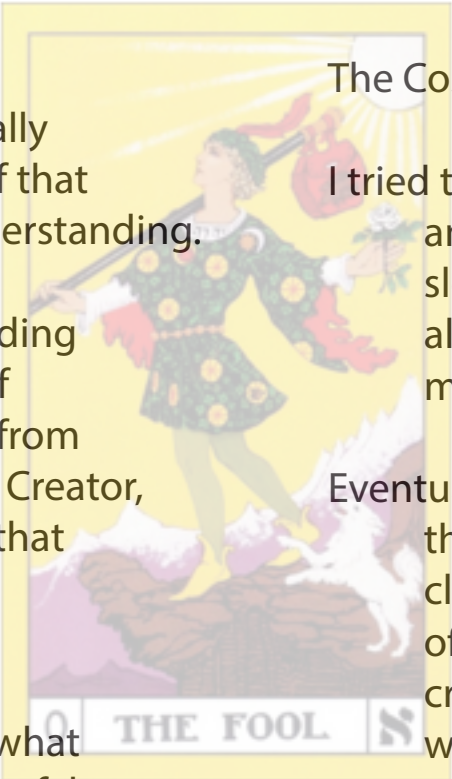 ally
f that
erstanding.
ding
f
from
Creator,
that
what
The Co
I tried t
sl
al
m
Eventu
th
cl
of
cr
w
0 THE FOOL א